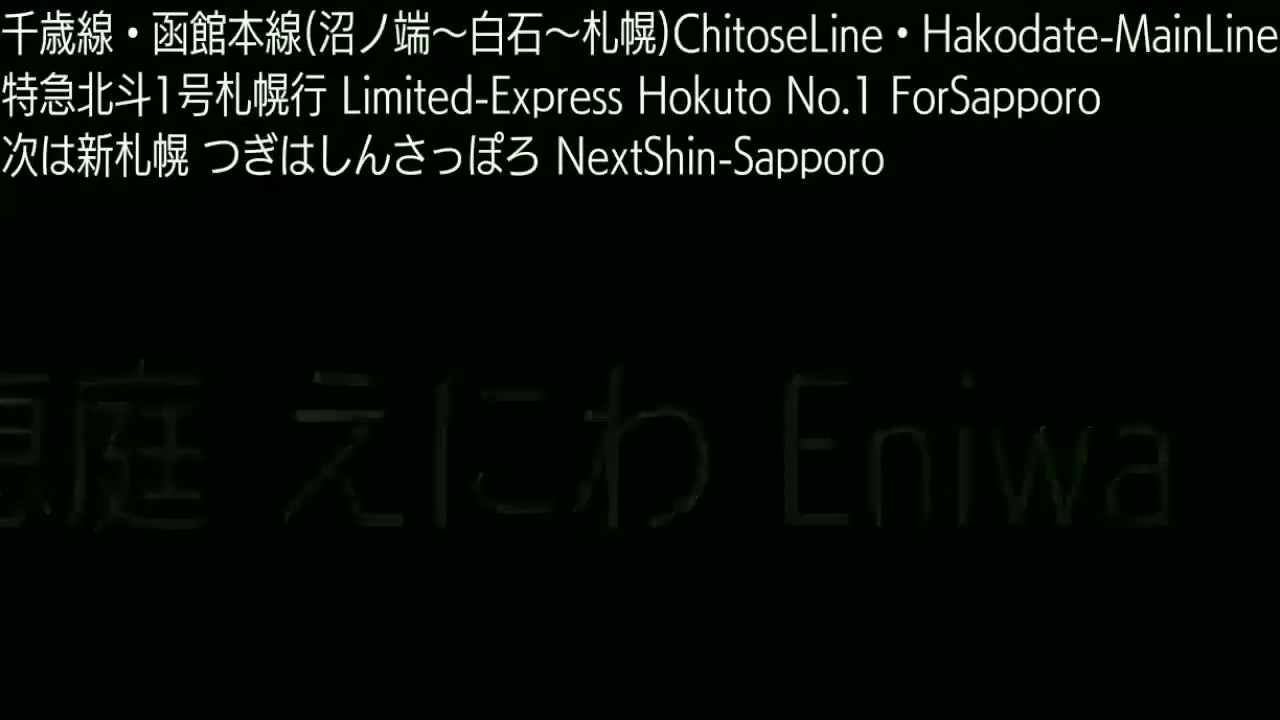 千歳線・函館本線(沼ノ端～白石～札幌)ChitoseLine・Hakodate-MainLine
特急北斗1号札幌行 Limited-Express Hokuto No.1 ForSapporo
次は新札幌 つぎはしんさっぽろ NextShin-Sapporo
恵庭 えにわ Eniwa